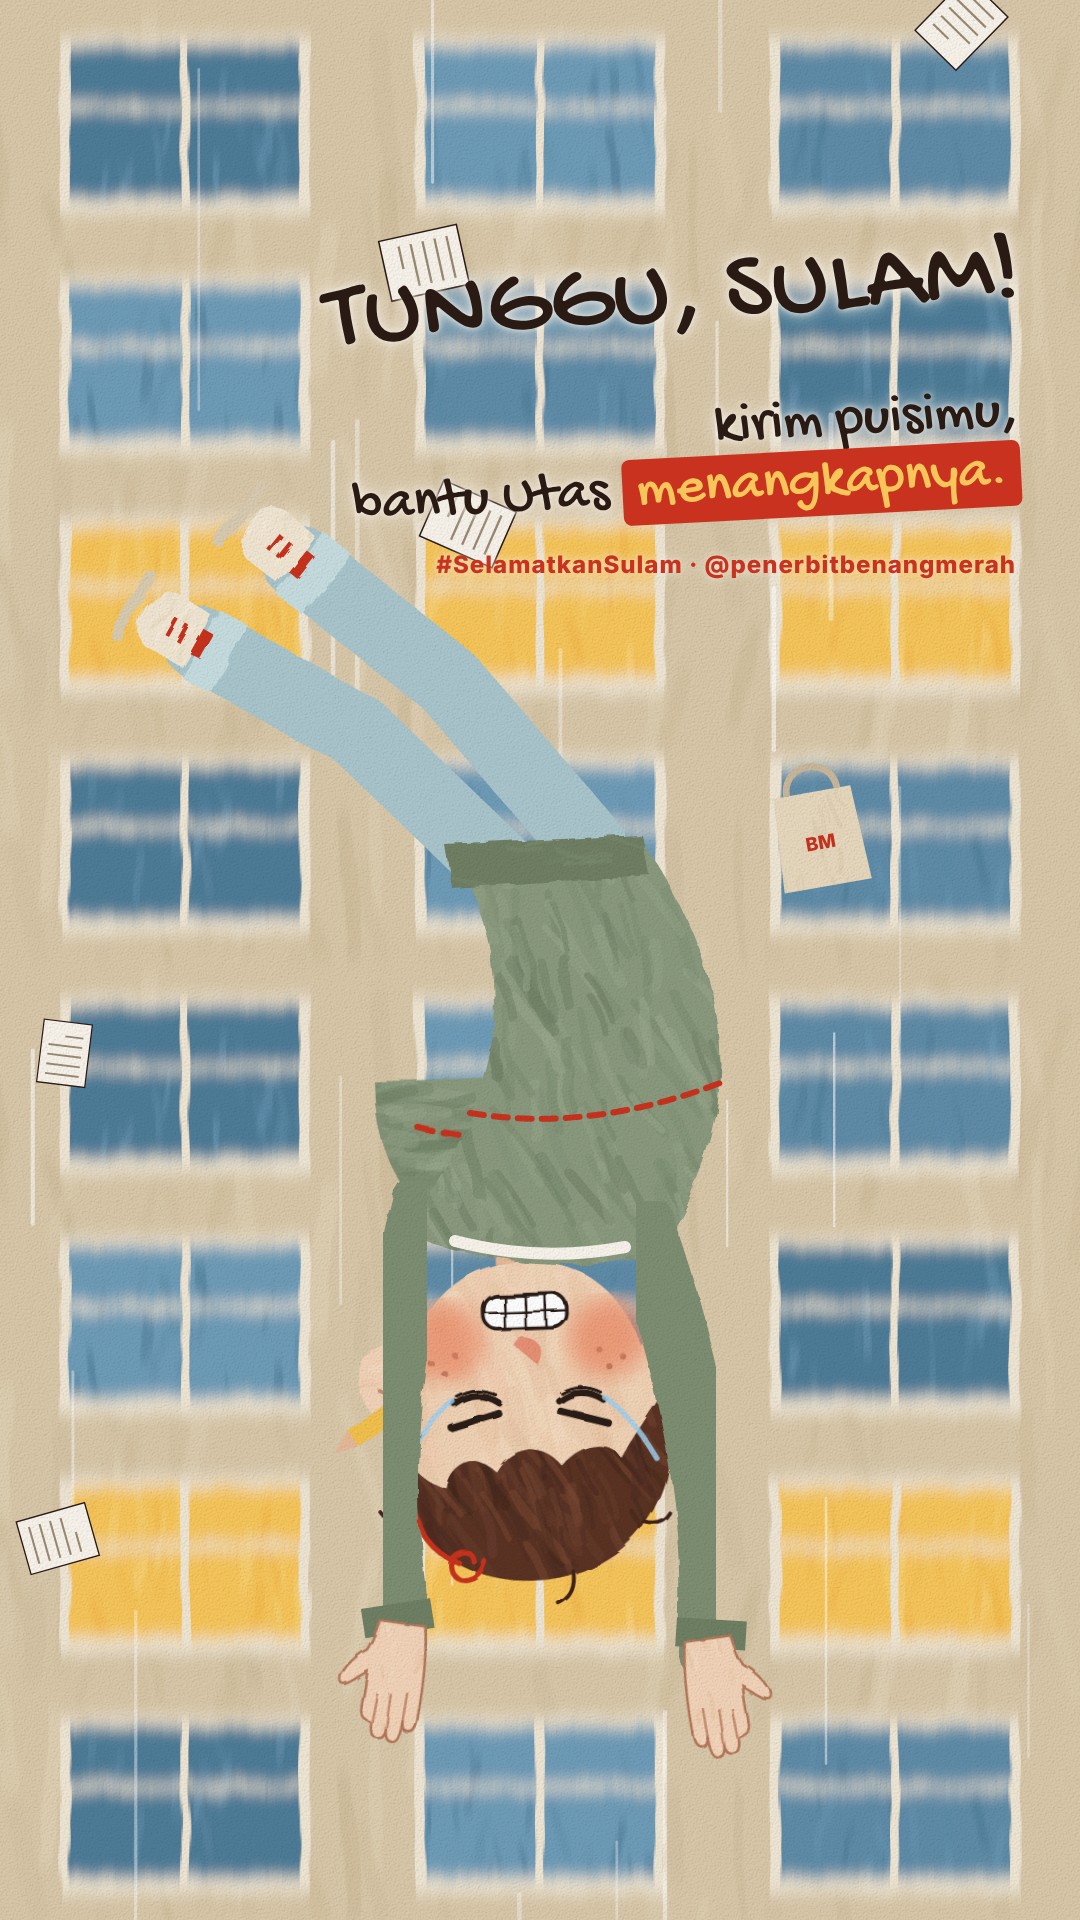 TUNGGU, SULAM!
kirim puisimu,
bantu Utas menangkapnya.
#SelamatkanSulam · @penerbitbenangmerah
BM